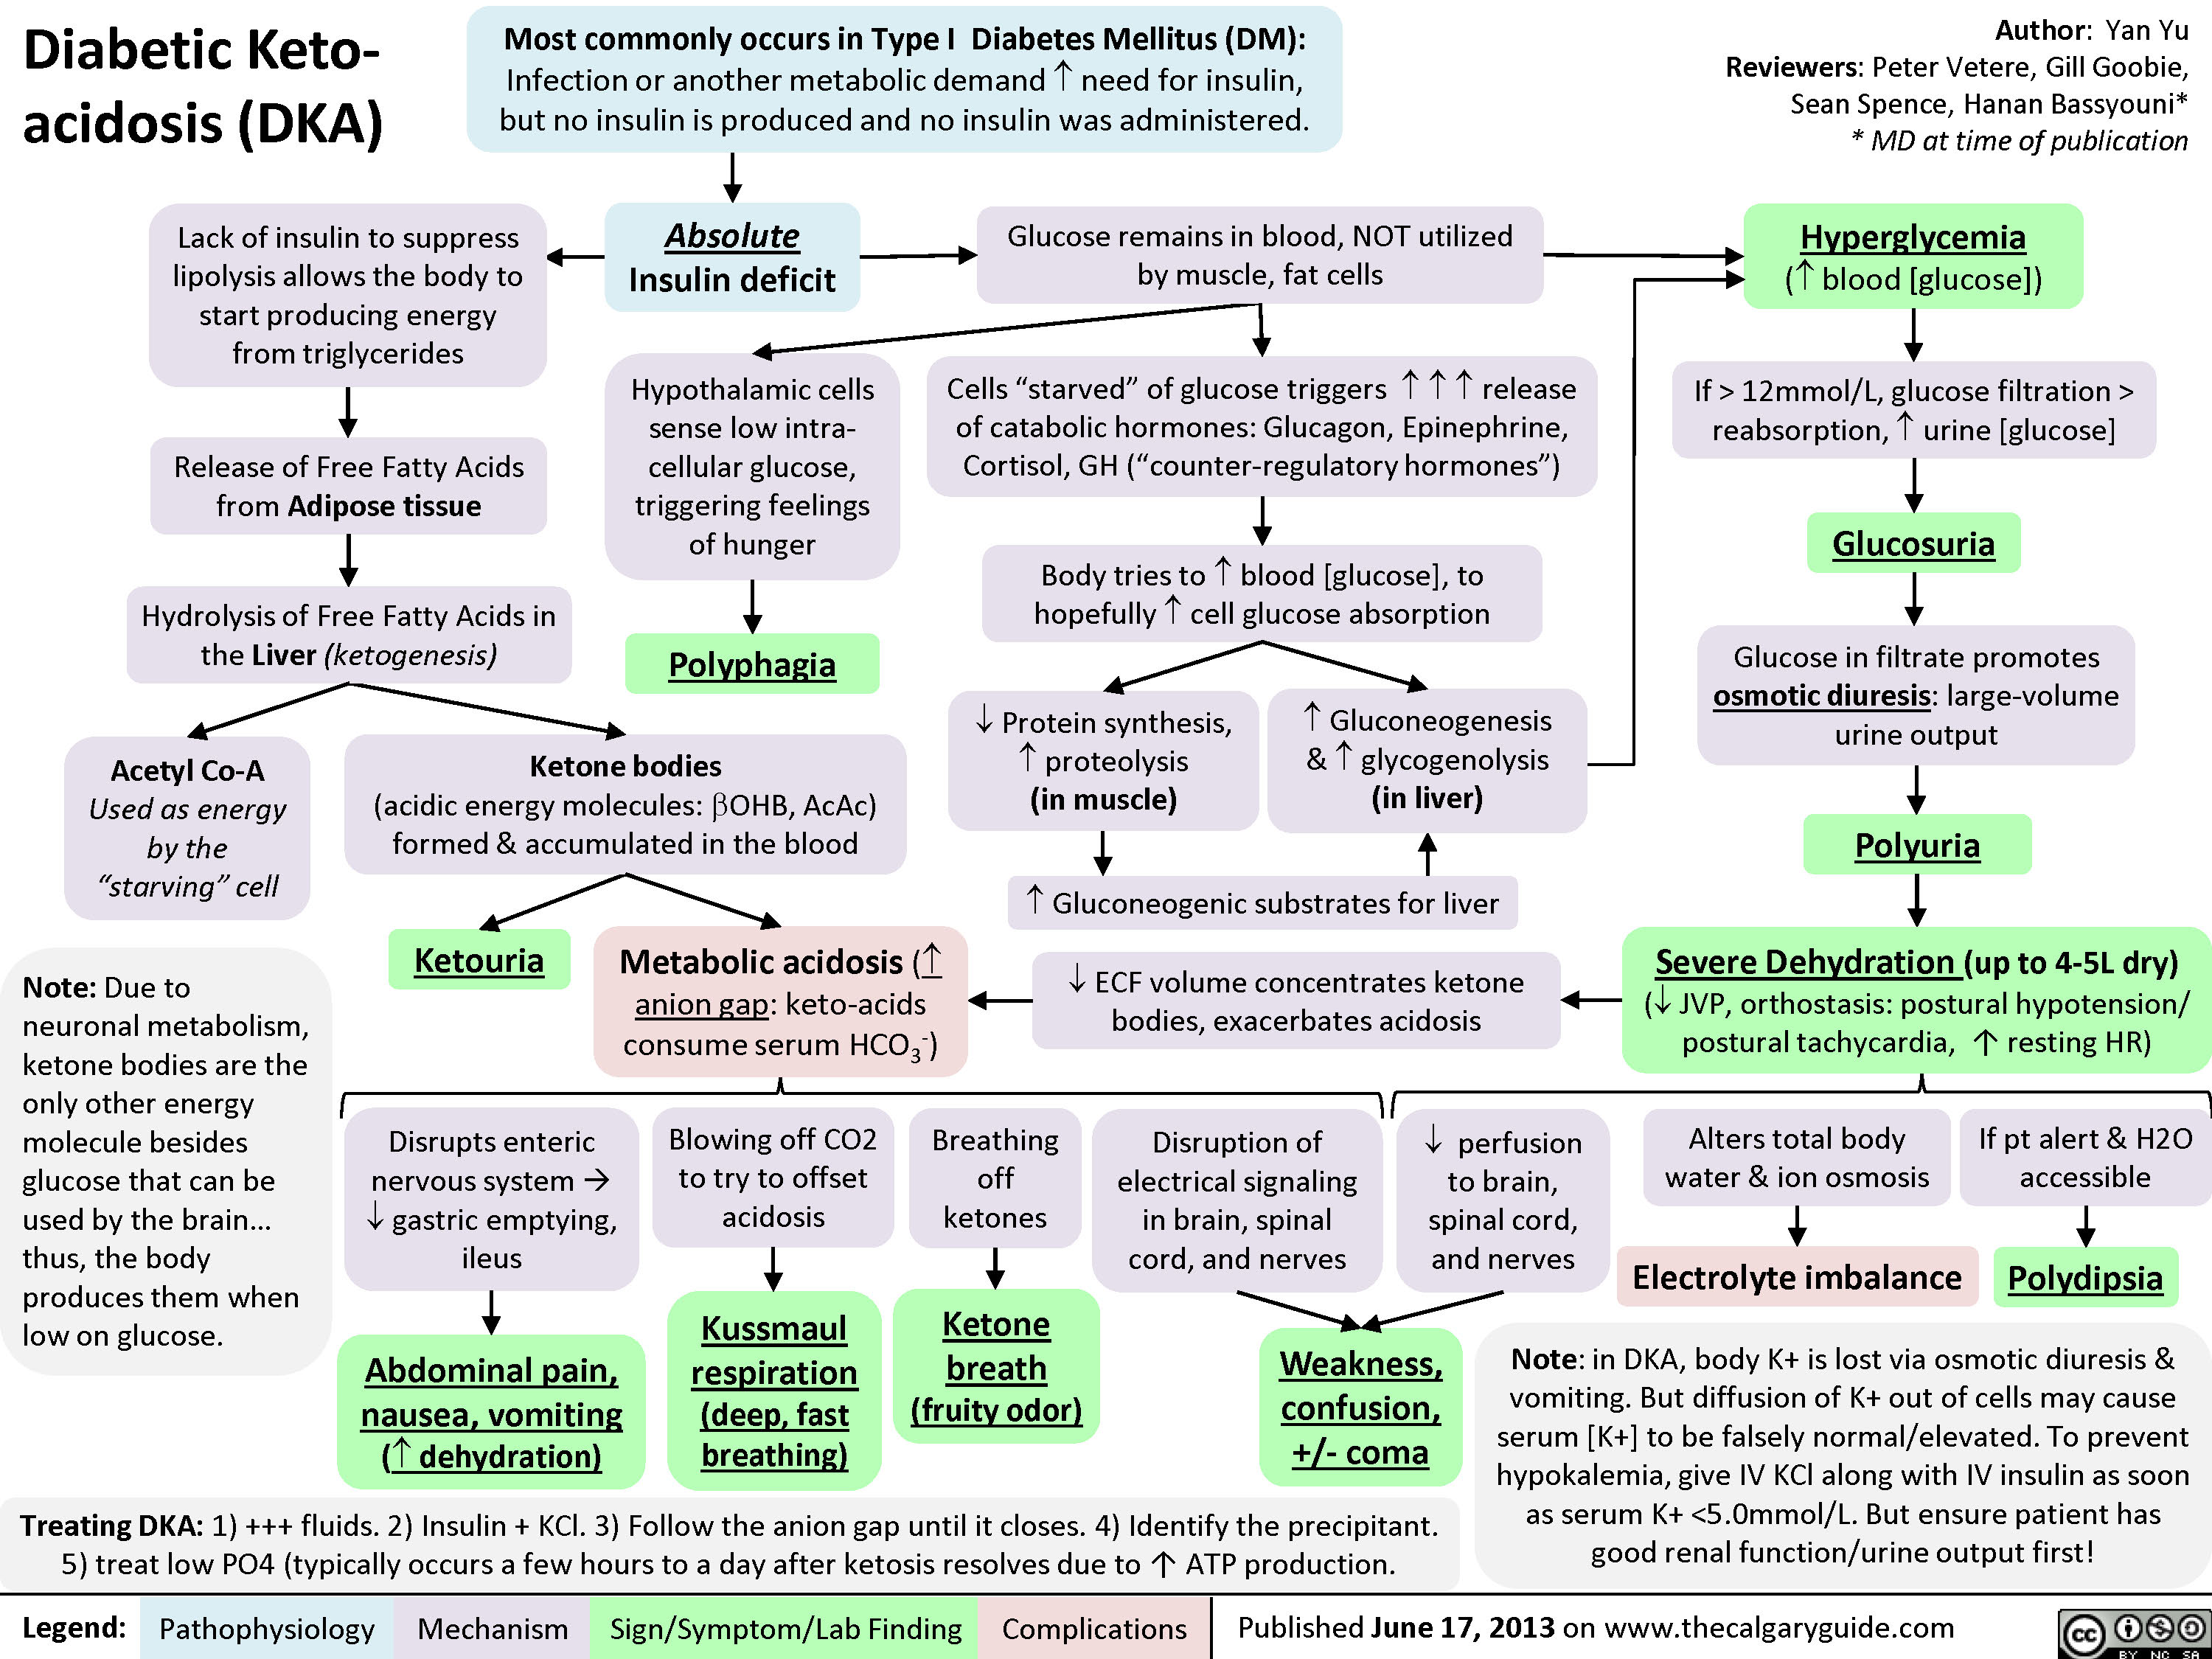 Diabetic Keto-
acidosis (DKA)
Most commonly occurs in Type I Diabetes Mellitus (DM):
Infection or another metabolic demand ↑ need for insulin,
but no insulin is produced and no insulin was administered.
Author: Yan Yu
Reviewers: Peter Vetere, Gill Goobie,
Sean Spence, Hanan Bassyouni*
* MD at time of publication
Lack of insulin to suppress
lipolysis allows the body to
start producing energy
from triglycerides
Absolute
Insulin deficit
Glucose remains in blood, NOT utilized
by muscle, fat cells
Hyperglycemia
(↑ blood [glucose])
Hypothalamic cells
sense low intra-
cellular glucose,
triggering feelings
of hunger
Cells “starved” of glucose triggers ↑ ↑ ↑ release
of catabolic hormones: Glucagon, Epinephrine,
Cortisol, GH (“counter-regulatory hormones”)
If > 12mmol/L, glucose filtration >
reabsorption, ↑ urine [glucose]
Release of Free Fatty Acids
from Adipose tissue
Glucosuria
Body tries to ↑ blood [glucose], to
hopefully ↑ cell glucose absorption
Hydrolysis of Free Fatty Acids in
the Liver (ketogenesis)
Polyphagia
Glucose in filtrate promotes
osmotic diuresis: large-volume
urine output
↓ Protein synthesis,
↑ proteolysis
(in muscle)
↑ Gluconeogenesis
& ↑ glycogenolysis
(in liver)
Acetyl Co-A
Used as energy
by the
“starving” cell
Ketone bodies
(acidic energy molecules: βOHB, AcAc)
formed & accumulated in the blood
Polyuria
↑ Gluconeogenic substrates for liver
Ketouria
Metabolic acidosis (↑
anion gap: keto-acids
consume serum HCO3-)
↓ ECF volume concentrates ketone
bodies, exacerbates acidosis
Severe Dehydration (up to 4-5L dry)
(↓ JVP, orthostasis: postural hypotension/
postural tachycardia, ↑ resting HR)
Note: Due to
neuronal metabolism,
ketone bodies are the
only other energy
molecule besides
glucose that can be
used by the brain...
thus, the body
produces them when
low on glucose.
Disrupts enteric
nervous system →
↓ gastric emptying,
ileus
Blowing off CO2
to try to offset
acidosis
Breathing
off
ketones
Disruption of
electrical signaling
in brain, spinal
cord, and nerves
↓ perfusion
to brain,
spinal cord,
and nerves
Alters total body
water & ion osmosis
If pt alert & H2O
accessible
Electrolyte imbalance
Polydipsia
Abdominal pain,
nausea, vomiting
(↑ dehydration)
Kussmaul
respiration
(deep, fast
breathing)
Ketone
breath
(fruity odor)
Weakness,
confusion,
+/- coma
Note: in DKA, body K+ is lost via osmotic diuresis &
vomiting. But diffusion of K+ out of cells may cause
serum [K+] to be falsely normal/elevated. To prevent
hypokalemia, give IV KCl along with IV insulin as soon
as serum K+ <5.0mmol/L. But ensure patient has
good renal function/urine output first!
Treating DKA: 1) +++ fluids. 2) Insulin + KCl. 3) Follow the anion gap until it closes. 4) Identify the precipitant.
5) treat low PO4 (typically occurs a few hours to a day after ketosis resolves due to ↑ ATP production.
Legend: Pathophysiology Mechanism Sign/Symptom/Lab Finding Complications Published June 17, 2013 on www.thecalgaryguide.com
cc
BY NC SA